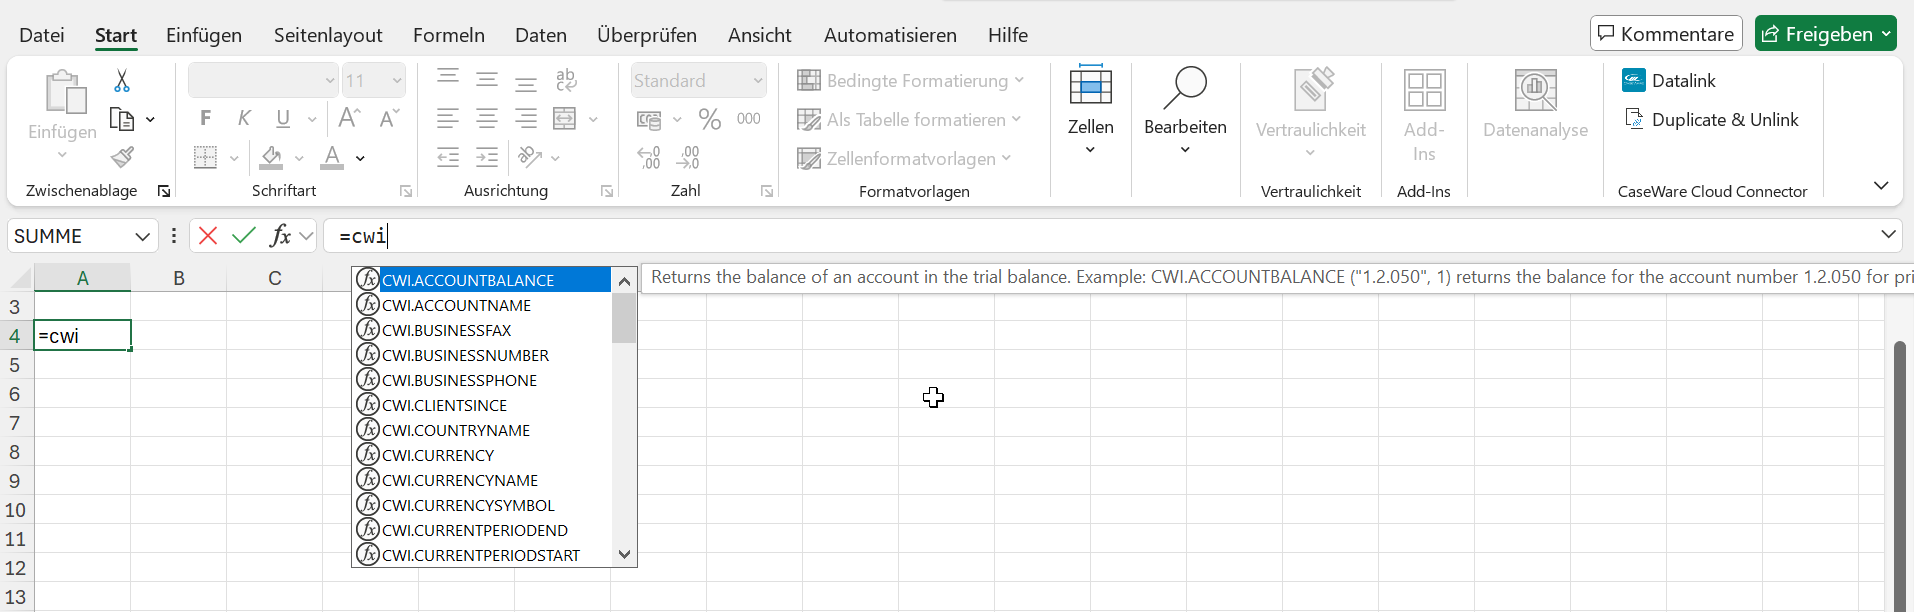 Datei Start Einfügen Seitenlayout Formeln Daten Überprüfen Ansicht Automatisieren Hilfe Kommentare Freigeben
11 ab Standard Bedingte Formatierung Datalink
Einfügen F K U A A % 000 Als Tabelle formatieren Zellen Bearbeiten Vertraulichkeit Add-Ins Datenanalyse Duplicate & Unlink
A ab ,00 ,00 Zellenformatvorlagen
Zwischenablage Schriftart Ausrichtung Zahl Formatvorlagen Vertraulichkeit Add-Ins CaseWare Cloud Connector
SUMME fx =cwi
A B C
CWI.ACCOUNTBALANCE Returns the balance of an account in the trial balance. Example: CWI.ACCOUNTBALANCE ("1.2.050", 1) returns the balance for the account number 1.2.050 for pri
3 CWI.ACCOUNTNAME
4 =cwi CWI.BUSINESSFAX
CWI.BUSINESSNUMBER
5 CWI.BUSINESSPHONE
6 CWI.CLIENTSINCE
7 CWI.COUNTRYNAME
8 CWI.CURRENCY
9 CWI.CURRENCYNAME
10 CWI.CURRENCYSYMBOL
11 CWI.CURRENTPERIODEND
12 CWI.CURRENTPERIODSTART
13